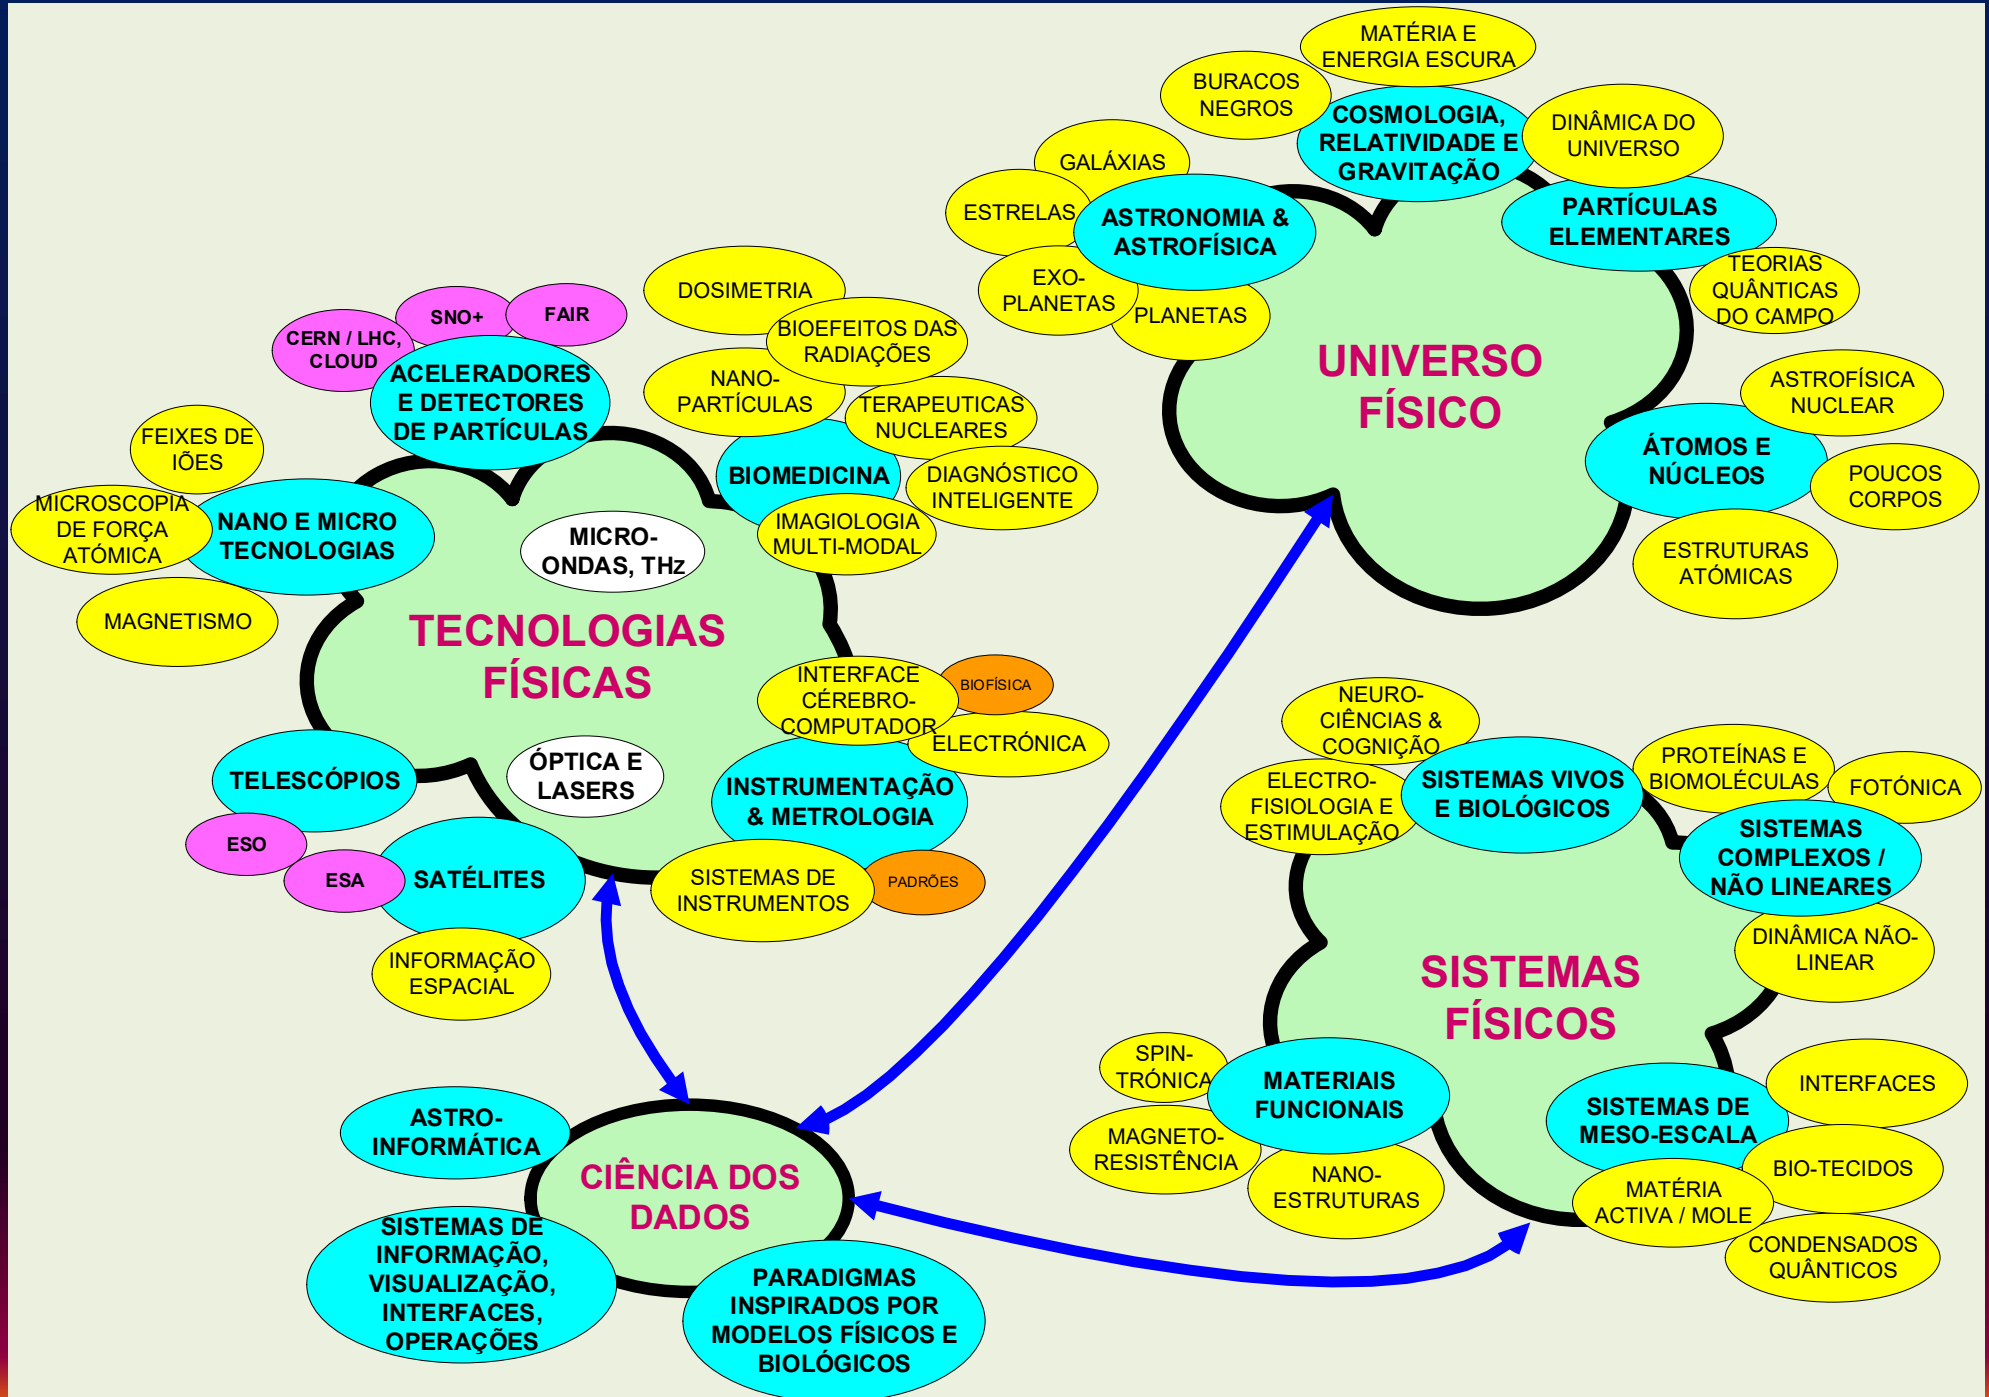 MATÉRIA E
ENERGIA ESCURA
BURACOS
NEGROS
COSMOLOGIA,
RELATIVIDADE E
GRAVITAÇÃO
DINÂMICA DO
UNIVERSO
GALÁXIAS
ESTRELAS
ASTRONOMIA &
ASTROFÍSICA
EXO-
PLANETAS
PLANETAS
PARTÍCULAS
ELEMENTARES
TEORIAS
QUÂNTICAS
DO CAMPO
UNIVERSO
FÍSICO
ASTROFÍSICA
NUCLEAR
ÁTOMOS E
NÚCLEOS
POUCOS
CORPOS
ESTRUTURAS
ATÓMICAS
CERN / LHC,
CLOUD
SNO+
FAIR
ACELERADORES
E DETECTORES
DE PARTÍCULAS
DOSIMETRIA
BIOEFEITOS DAS
RADIAÇÕES
NANO-
PARTÍCULAS
TERAPEUTICAS
NUCLEARES
BIOMEDICINA
DIAGNÓSTICO
INTELIGENTE
IMAGIOLOGIA
MULTI-MODAL
FEIXES DE
IÕES
MICROSCOPIA
DE FORÇA
ATÓMICA
NANO E MICRO
TECNOLOGIAS
MAGNETISMO
MICRO-
ONDAS, THz
TECNOLOGIAS
FÍSICAS
INTERFACE
CÉREBRO-
COMPUTADOR
BIOFÍSICA
ELECTRÓNICA
INSTRUMENTAÇÃO
& METROLOGIA
ÓPTICA E
LASERS
TELESCÓPIOS
ESO
ESA
SATÉLITES
SISTEMAS DE
INSTRUMENTOS
PADRÕES
INFORMAÇÃO
ESPACIAL
NEURO-
CIÊNCIAS &
COGNIÇÃO
ELECTRO-
FISIOLOGIA E
ESTIMULAÇÃO
SISTEMAS VIVOS
E BIOLÓGICOS
PROTEÍNAS E
BIOMOLÉCULAS
FOTÓNICA
SISTEMAS
COMPLEXOS /
NÃO LINEARES
DINÂMICA NÃO-
LINEAR
SISTEMAS
FÍSICOS
SPIN-
TRÓNICA
MATERIAIS
FUNCIONAIS
MAGNETO-
RESISTÊNCIA
NANO-
ESTRUTURAS
SISTEMAS DE
MESO-ESCALA
INTERFACES
BIO-TECIDOS
MATÉRIA
ACTIVA / MOLE
CONDENSADOS
QUÂNTICOS
ASTRO-
INFORMÁTICA
CIÊNCIA DOS
DADOS
SISTEMAS DE
INFORMAÇÃO,
VISUALIZAÇÃO,
INTERFACES,
OPERAÇÕES
PARADIGMAS
INSPIRADOS POR
MODELOS FÍSICOS E
BIOLÓGICOS